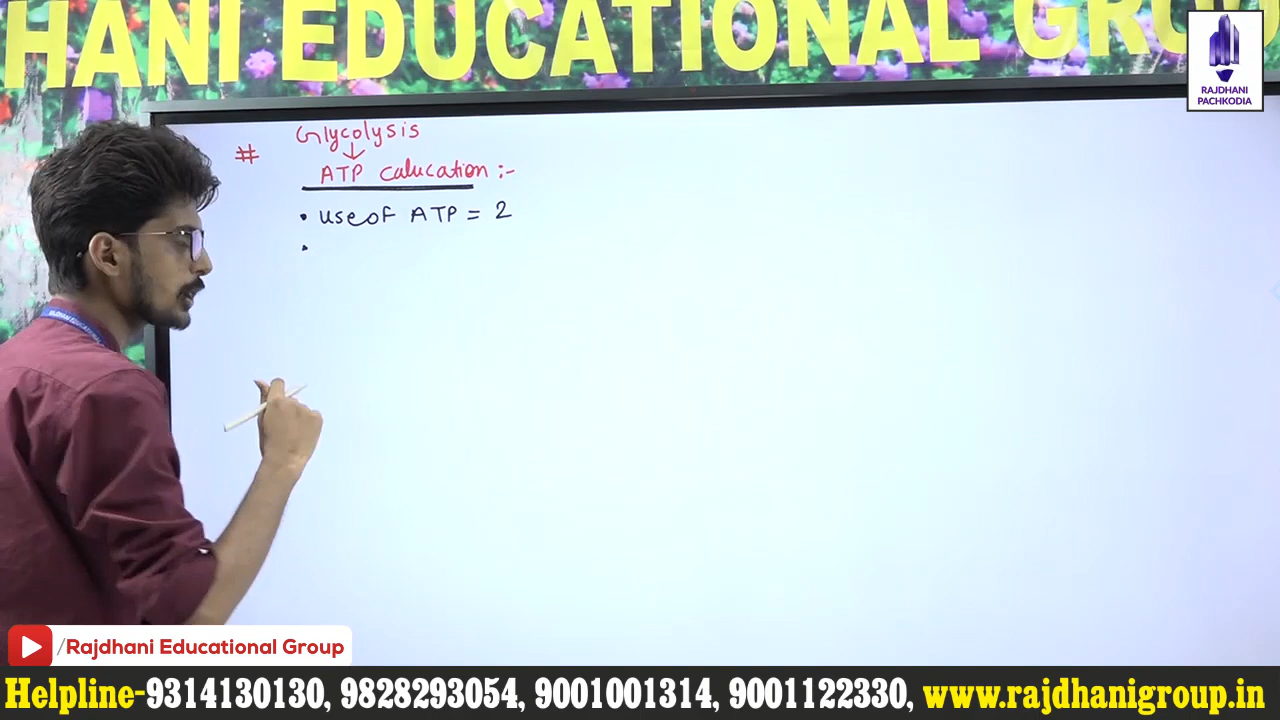 HANI EDUCATIONAL GROU
RAJDHANI
PACHKODIA
Glycolysis
# ↓
ATP calucation :-
• use of ATP = 2
•
/Rajdhani Educational Group
Helpline-9314130130, 9828293054, 9001001314, 9001122330, www.rajdhanigroup.in